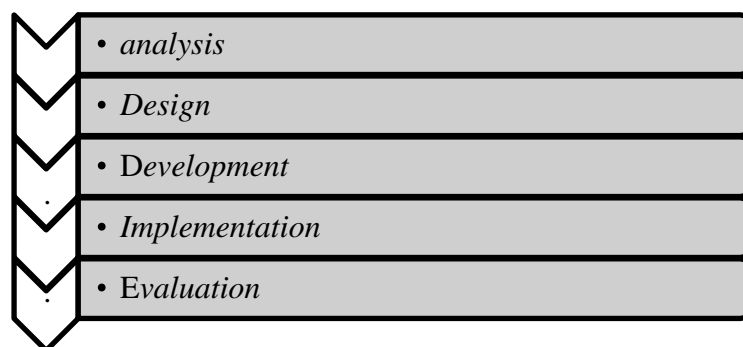 • analysis
• Design
• Development
• Implementation
• Evaluation